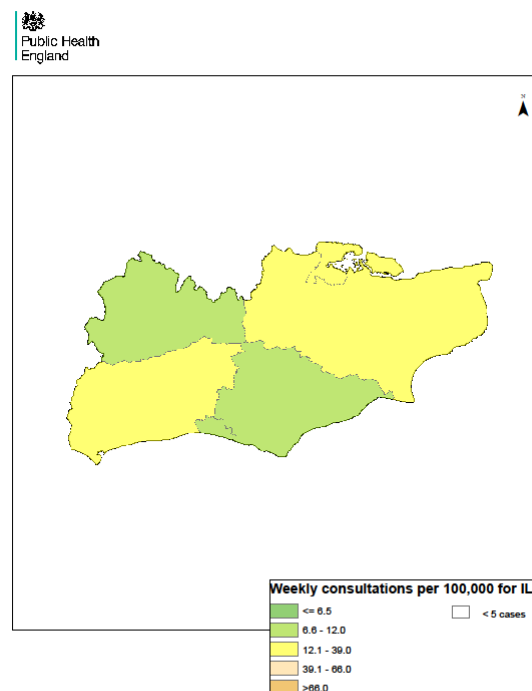 Public Health
England
N
Weekly consultations per 100,000 for IL
<= 6.5
< 5 cases
6.6 - 12.0
12.1 - 39.0
39.1 - 66.0
>66.0